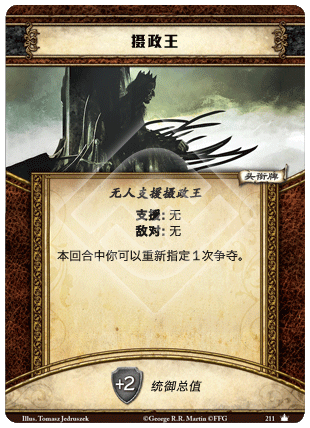 摄政王
头衔牌
无人支援摄政王
支援: 无
敌对: 无
本回合中你可以重新指定1次争夺。
+2 统御总值
Illus. Tomasz Jedruszek ©George R.R. Martin ©FFG 211